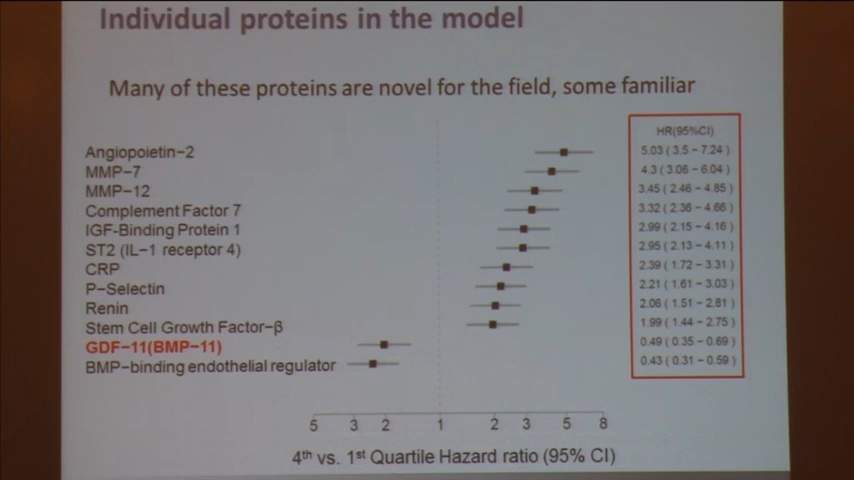 Individual proteins in the model
Many of these proteins are novel for the field, some familiar
HR(95%CI)
Angiopoietin-2 5.03 ( 3.5 - 7.24 )
MMP-7 4.3 ( 3.06 - 6.04 )
MMP-12 3.45 ( 2.46 - 4.85 )
Complement Factor 7 3.32 ( 2.36 - 4.66 )
IGF-Binding Protein 1 2.99 ( 2.15 - 4.16 )
ST2 (IL-1 receptor 4) 2.95 ( 2.13 - 4.11 )
CRP 2.39 ( 1.72 - 3.31 )
P-Selectin 2.21 ( 1.61 - 3.03 )
Renin 2.06 ( 1.51 - 2.81 )
Stem Cell Growth Factor-β 1.99 ( 1.44 - 2.75 )
GDF-11(BMP-11) 0.49 ( 0.35 - 0.69 )
BMP-binding endothelial regulator 0.43 ( 0.31 - 0.59 )
5 3 2 1 2 3 5 8
4th vs. 1st Quartile Hazard ratio (95% CI)